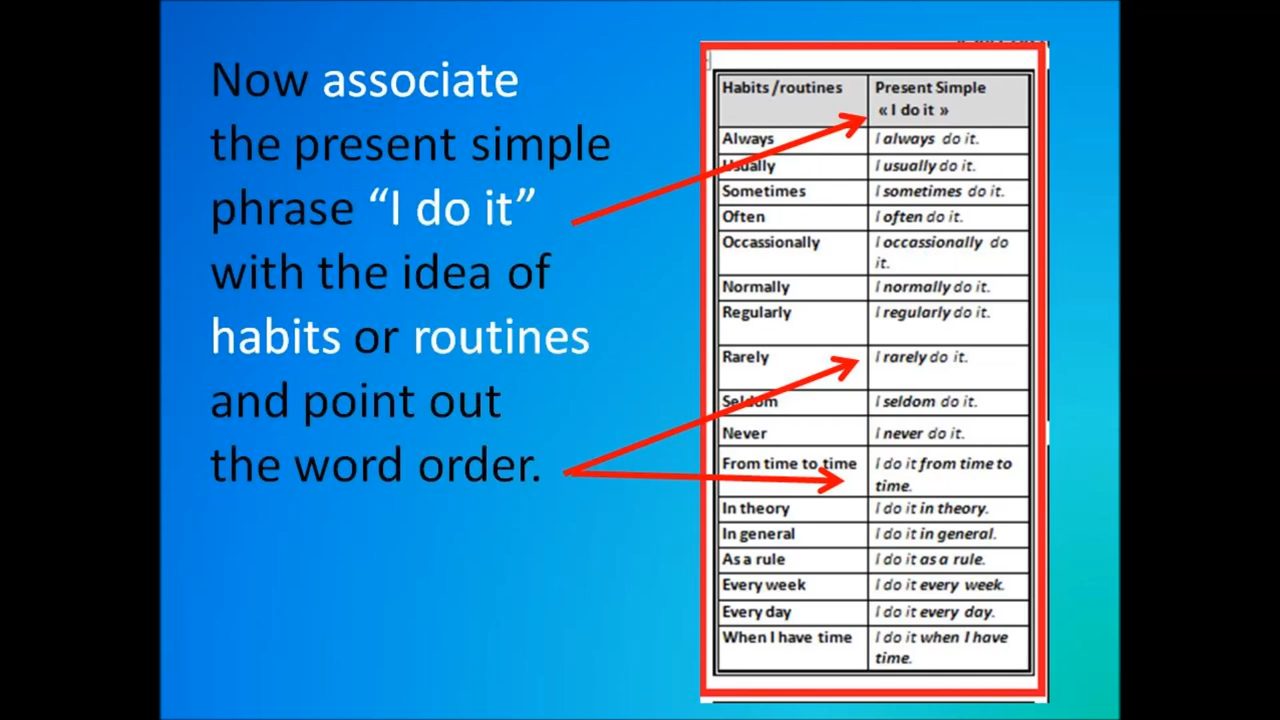 Now associate
the present simple
phrase “I do it”
with the idea of
habits or routines
and point out
the word order.
Habits /routines
Present Simple
« I do it »
Always
I always do it.
Usually
I usually do it.
Sometimes
I sometimes do it.
Often
I often do it.
Occassionally
I occassionally do
it.
Normally
I normally do it.
Regularly
I regularly do it.
Rarely
I rarely do it.
Seldom
I seldom do it.
Never
I never do it.
From time to time
I do it from time to
time.
In theory
I do it in theory.
In general
I do it in general.
As a rule
I do it as a rule.
Every week
I do it every week.
Every day
I do it every day.
When I have time
I do it when I have
time.